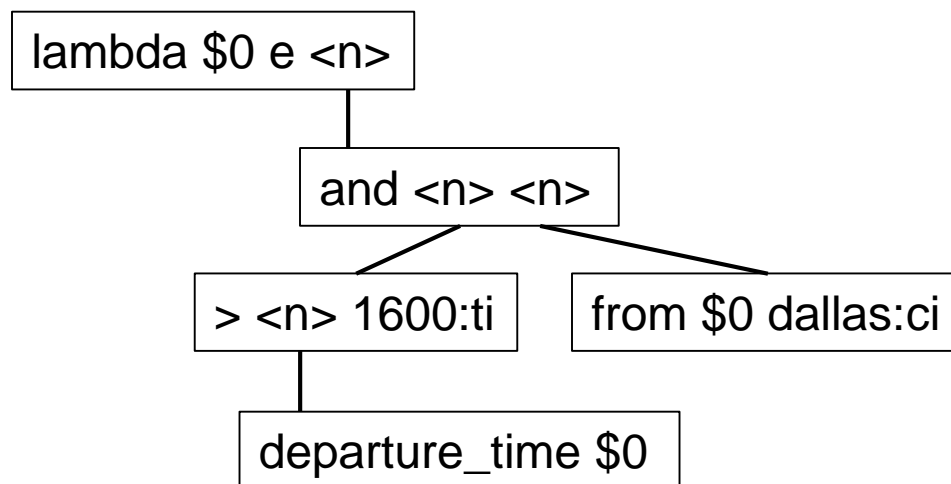 lambda $0 e <n>
and <n> <n>
> <n> 1600:ti
from $0 dallas:ci
departure_time $0